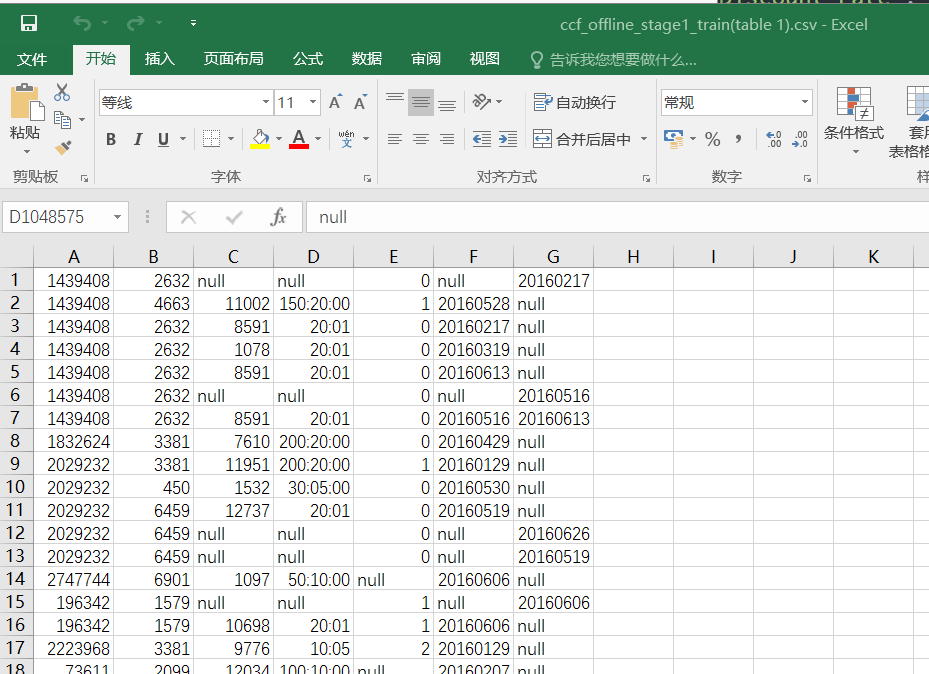 ccf_offline_stage1_train(table 1).csv - Excel
文件 开始 插入 页面布局 公式 数据 审阅 视图 告诉我您想要做什么...
等线 11 A A 自动换行 常规
粘贴 B I U A wén 文 合并后居中 % , 条件格式 套用
表格格
剪贴板 字体 对齐方式 数字
D1048575 fx null
A B C D E F G H I J K
1 1439408 2632 null null 0 null 20160217
2 1439408 4663 11002 150:20:00 1 20160528 null
3 1439408 2632 8591 20:01 0 20160217 null
4 1439408 2632 1078 20:01 0 20160319 null
5 1439408 2632 8591 20:01 0 20160613 null
6 1439408 2632 null null 0 null 20160516
7 1439408 2632 8591 20:01 0 20160516 20160613
8 1832624 3381 7610 200:20:00 0 20160429 null
9 2029232 3381 11951 200:20:00 1 20160129 null
10 2029232 450 1532 30:05:00 0 20160530 null
11 2029232 6459 12737 20:01 0 20160519 null
12 2029232 6459 null null 0 null 20160626
13 2029232 6459 null null 0 null 20160519
14 2747744 6901 1097 50:10:00 null 20160606 null
15 196342 1579 null null 1 null 20160606
16 196342 1579 10698 20:01 1 20160606 null
17 2223968 3381 9776 10:05 2 20160129 null
18 73611 2099 12034 100:10:00 null 20160207 null